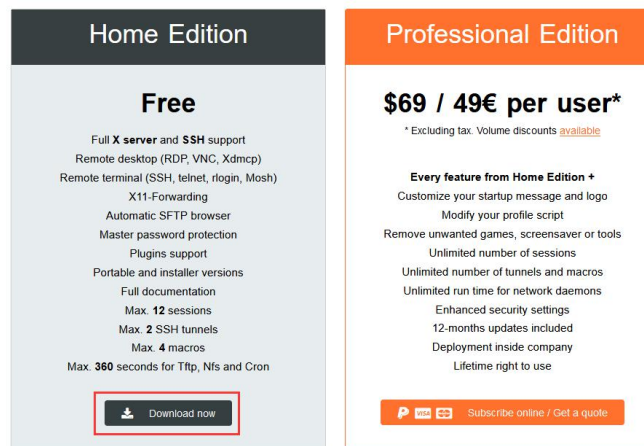 Home Edition
Free
Full X server and SSH support
Remote desktop (RDP, VNC, Xdmcp)
Remote terminal (SSH, telnet, rlogin, Mosh)
X11-Forwarding
Automatic SFTP browser
Master password protection
Plugins support
Portable and installer versions
Full documentation
Max. 12 sessions
Max. 2 SSH tunnels
Max. 4 macros
Max. 360 seconds for Tftp, Nfs and Cron
Download now
Professional Edition
$69 / 49€ per user*
* Excluding tax. Volume discounts available
Every feature from Home Edition +
Customize your startup message and logo
Modify your profile script
Remove unwanted games, screensaver or tools
Unlimited number of sessions
Unlimited number of tunnels and macros
Unlimited run time for network daemons
Enhanced security settings
12-months updates included
Deployment inside company
Lifetime right to use
VISA Subscribe online / Get a quote